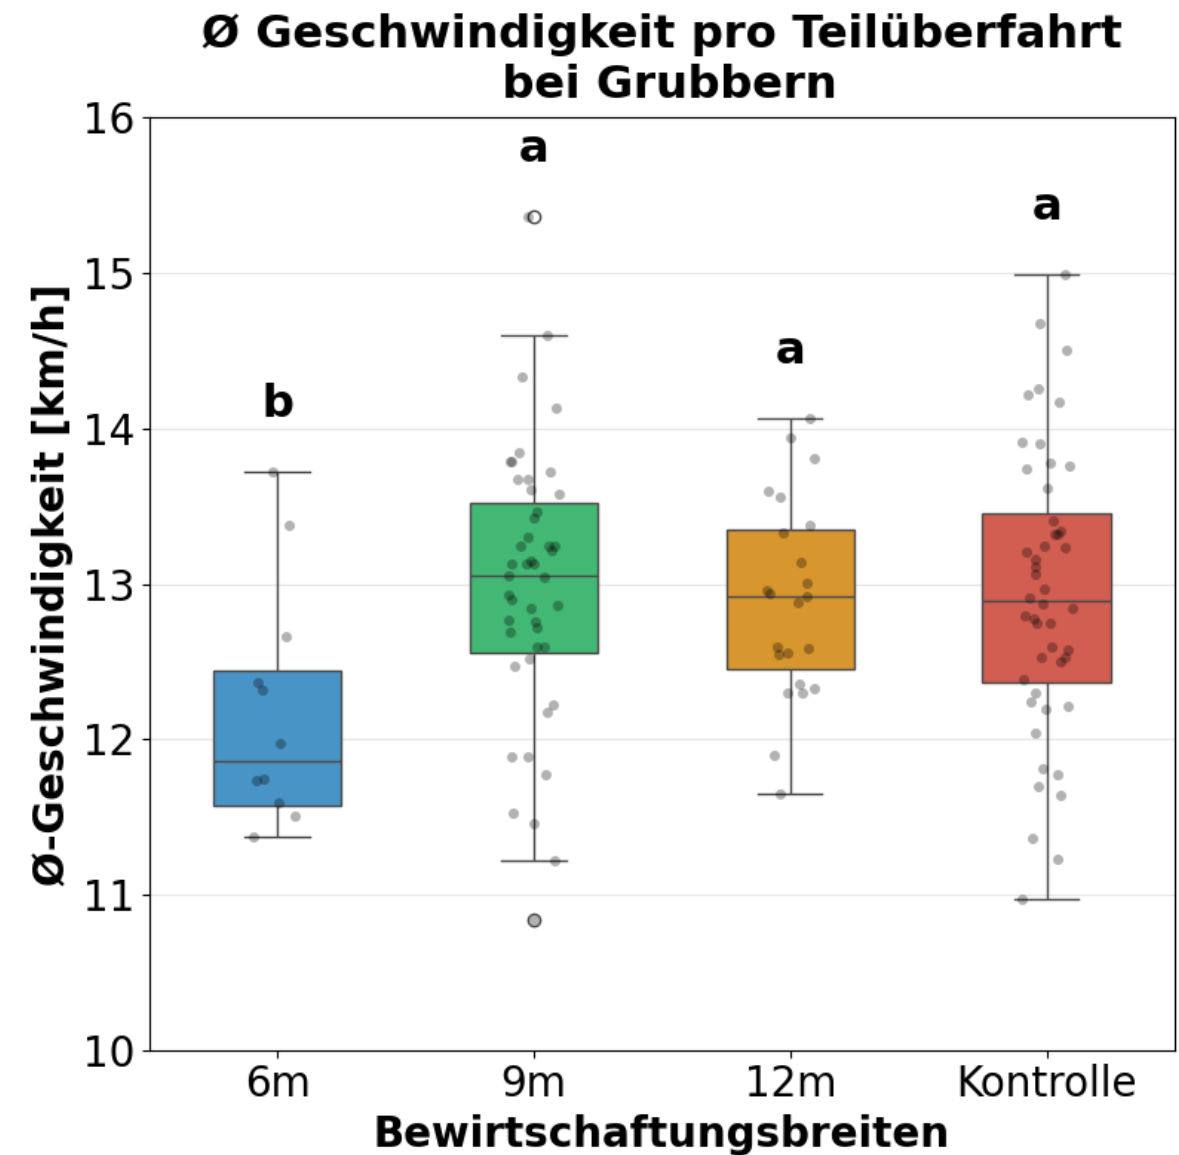 Ø Geschwindigkeit pro Teilüberfahrt
bei Grubbern
16
a
a
15
a
b
14
13
12
11
10
Ø-Geschwindigkeit [km/h]
6m 9m 12m Kontrolle
Bewirtschaftungsbreiten